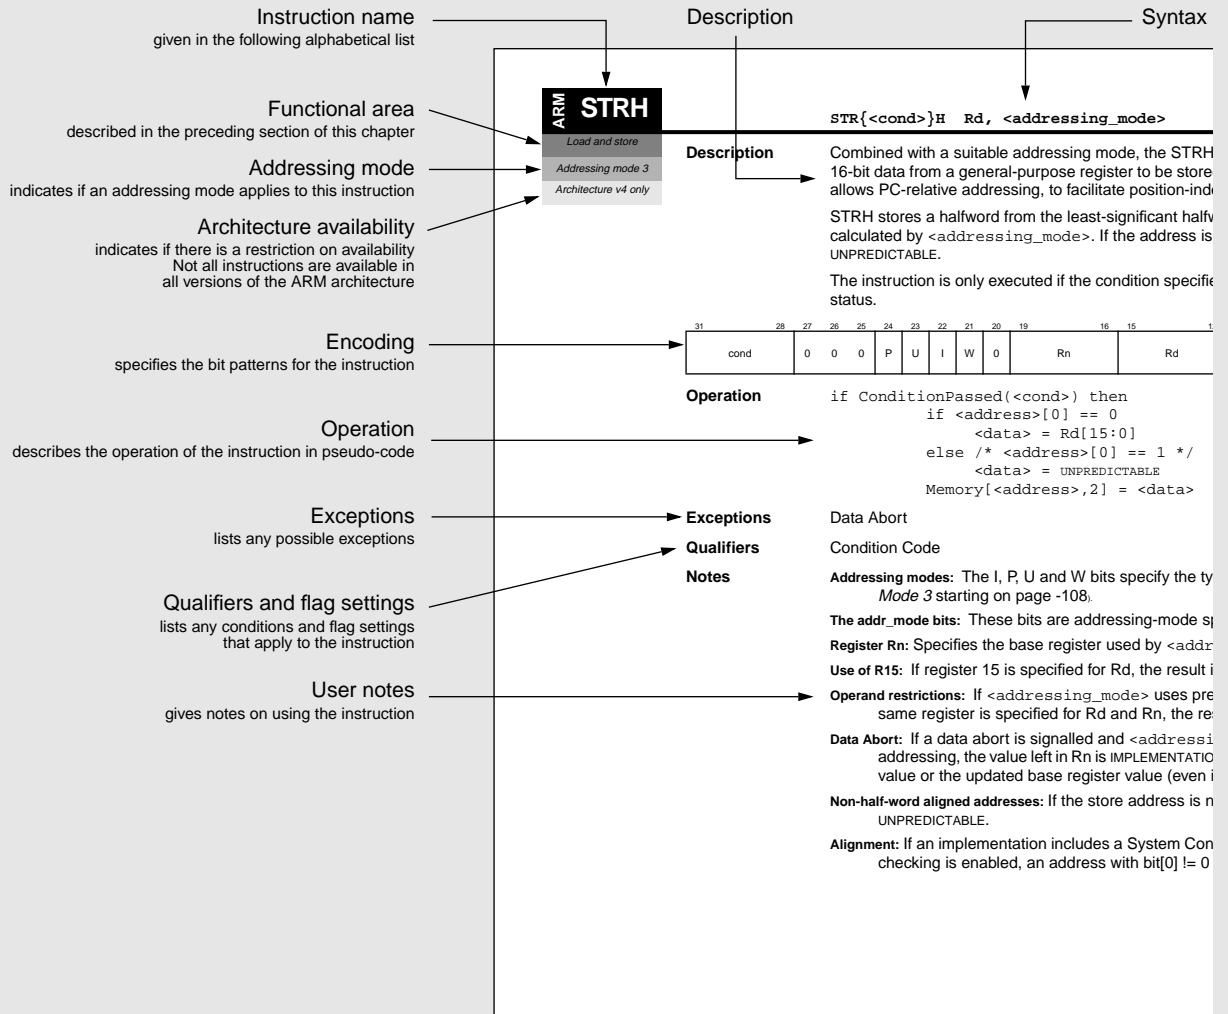 Instruction name
given in the following alphabetical list
Description
Syntax
Functional area
described in the preceding section of this chapter
Addressing mode
indicates if an addressing mode applies to this instruction
Architecture availability
indicates if there is a restriction on availability
Not all instructions are available in
all versions of the ARM architecture
Encoding
specifies the bit patterns for the instruction
Operation
describes the operation of the instruction in pseudo-code
Exceptions
lists any possible exceptions
Qualifiers and flag settings
lists any conditions and flag settings
that apply to the instruction
User notes
gives notes on using the instruction
ARM
STRH
Load and store
Addressing mode 3
Architecture v4 only
STR{<cond>}H Rd, <addressing_mode>
Description
Combined with a suitable addressing mode, the STRH
16-bit data from a general-purpose register to be store
allows PC-relative addressing, to facilitate position-inde
STRH stores a halfword from the least-significant halfw
calculated by <addressing_mode>. If the address is
UNPREDICTABLE.
The instruction is only executed if the condition specifie
status.
31 28 27 26 25 24 23 22 21 20 19 16 15
cond 0 0 0 P U I W 0 Rn Rd
Operation
if ConditionPassed(<cond>) then
if <address>[0] == 0
<data> = Rd[15:0]
else /* <address>[0] == 1 */
<data> = UNPREDICTABLE
Memory[<address>,2] = <data>
Exceptions
Data Abort
Qualifiers
Condition Code
Notes
Addressing modes: The I, P, U and W bits specify the ty
Mode 3 starting on page -108).
The addr_mode bits: These bits are addressing-mode sp
Register Rn: Specifies the base register used by <addr
Use of R15: If register 15 is specified for Rd, the result i
Operand restrictions: If <addressing_mode> uses pre
same register is specified for Rd and Rn, the res
Data Abort: If a data abort is signalled and <addressi
addressing, the value left in Rn is IMPLEMENTATIO
value or the updated base register value (even i
Non-half-word aligned addresses: If the store address is n
UNPREDICTABLE.
Alignment: If an implementation includes a System Con
checking is enabled, an address with bit[0] != 0